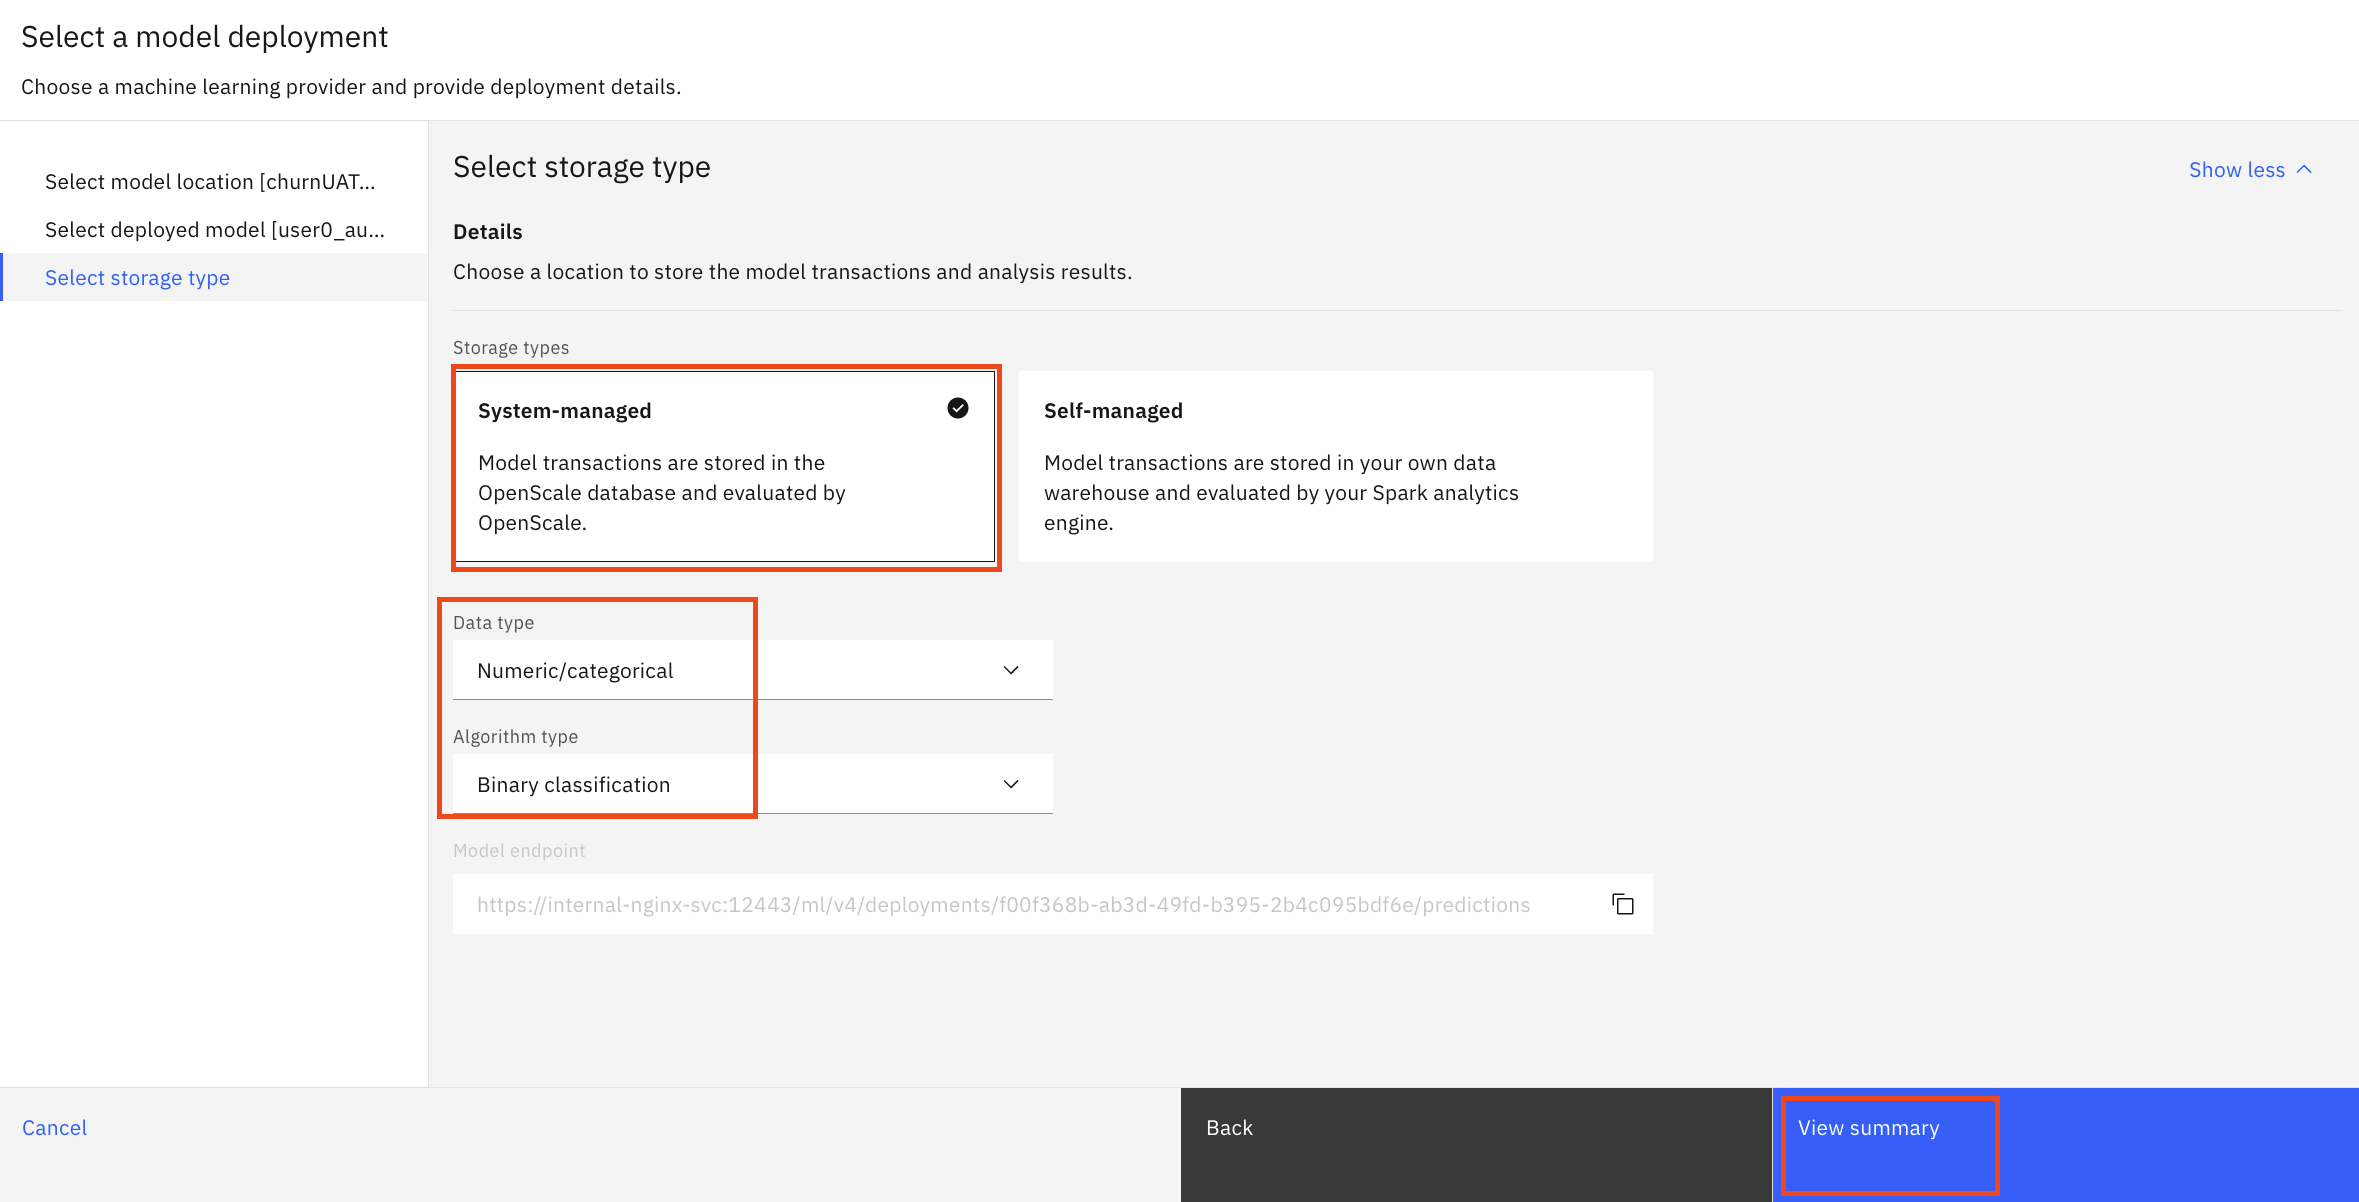 Select a model deployment
Choose a machine learning provider and provide deployment details.
Select model location [churnUAT...
Select deployed model [user0_au...
Select storage type
Select storage type
Show less
Details
Choose a location to store the model transactions and analysis results.
Storage types
System-managed
Model transactions are stored in the
OpenScale database and evaluated by
OpenScale.
Self-managed
Model transactions are stored in your own data
warehouse and evaluated by your Spark analytics
engine.
Data type
Numeric/categorical
Algorithm type
Binary classification
Model endpoint
https://internal-nginx-svc:12443/ml/v4/deployments/f00f368b-ab3d-49fd-b395-2b4c095bdf6e/predictions
Cancel
Back
View summary